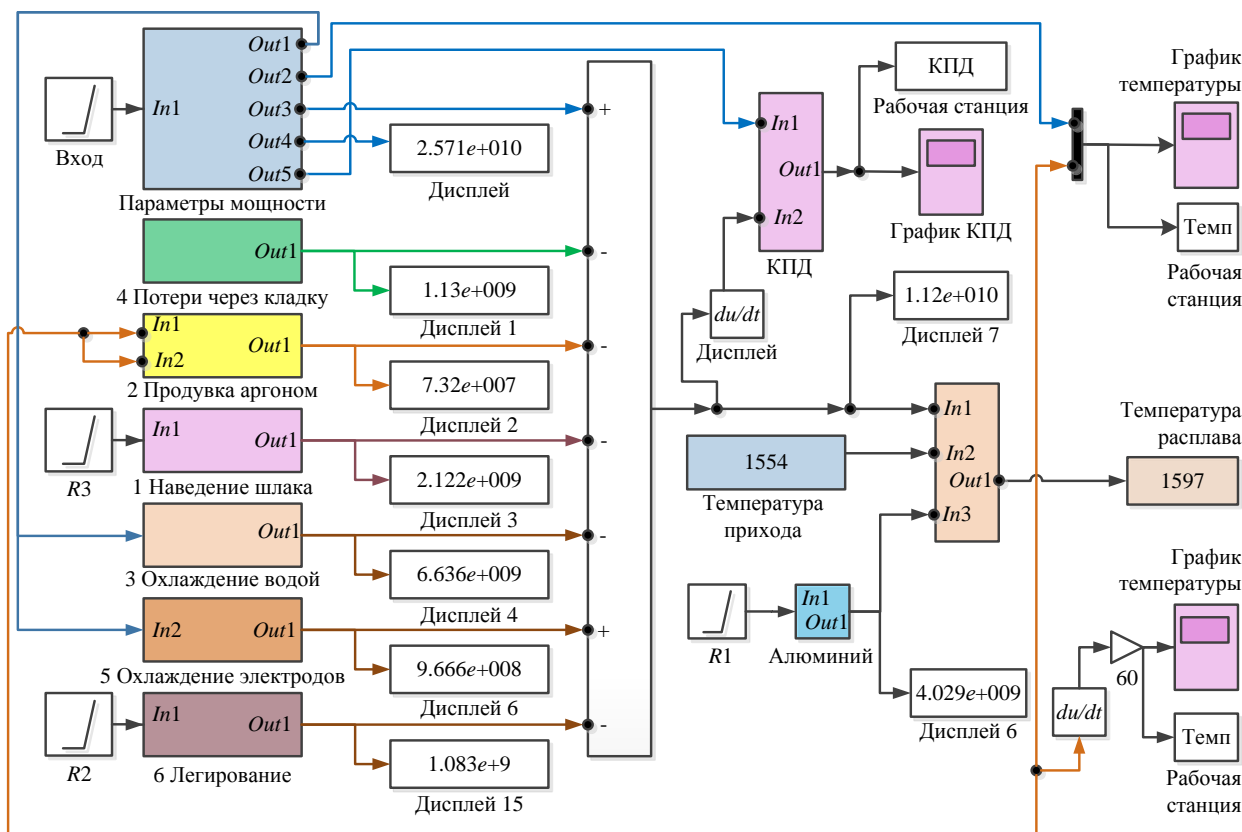 Out1
Out2
In1
Out3
Out4
Out5
Вход
Параметры мощности
2.571e+010
Дисплей
Out1
4 Потери через кладку
1.13e+009
Дисплей 1
In1
In2
Out1
2 Продувка аргоном
7.32e+007
Дисплей 2
R3
In1
Out1
1 Наведение шлака
2.122e+009
Дисплей 3
Out1
3 Охлаждение водой
6.636e+009
Дисплей 4
In2
Out1
5 Охлаждение электродов
9.666e+008
Дисплей 6
R2
In1
Out1
6 Легирование
1.083e+9
Дисплей 15
+
-
-
-
-
+
-
In1
Out1
In2
КПД
КПД
Рабочая станция
График КПД
du/dt
Дисплей
1.12e+010
Дисплей 7
1554
Температура
прихода
In1
In2
Out1
In3
R1
In1
Out1
Алюминий
4.029e+009
Дисплей 6
График
температуры
Темп
Рабочая
станция
Температура
расплава
1597
График
температуры
60
du/dt
Темп
Рабочая
станция